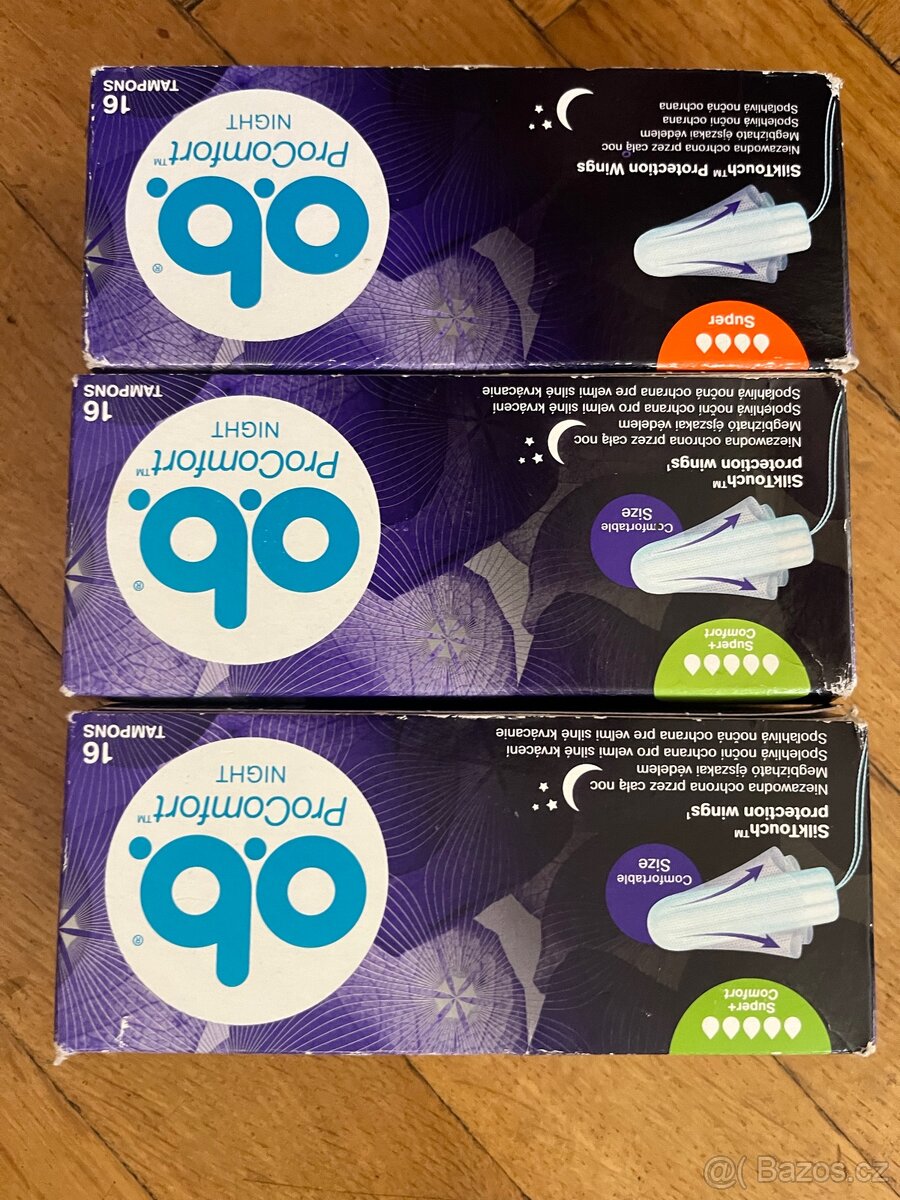 16
TAMPONS
o.b.®
ProComfort™
NIGHT
Super
SilkTouch™ Protection Wings
Niezawodna ochrona przez całą noc
Megbízható éjszakai védelem
Spolehlivá noční ochrana
Spoľahlivá nočná ochrana
16
TAMPONS
o.b.®
ProComfort™
NIGHT
Super+
Comfort
Comfortable
Size
SilkTouch™
protection wings¹
Niezawodna ochrona przez całą noc
Megbízható éjszakai védelem
Spolehlivá noční ochrana pro velmi silné krvácení
Spoľahlivá nočná ochrana pre veľmi silné krvácanie
16
TAMPONS
o.b.®
ProComfort™
NIGHT
Super+
Comfort
Comfortable
Size
SilkTouch™
protection wings¹
Niezawodna ochrona przez całą noc
Megbízható éjszakai védelem
Spolehlivá noční ochrana pro velmi silné krvácení
Spoľahlivá nočná ochrana pre veľmi silné krvácanie
@( Bazoš.cz